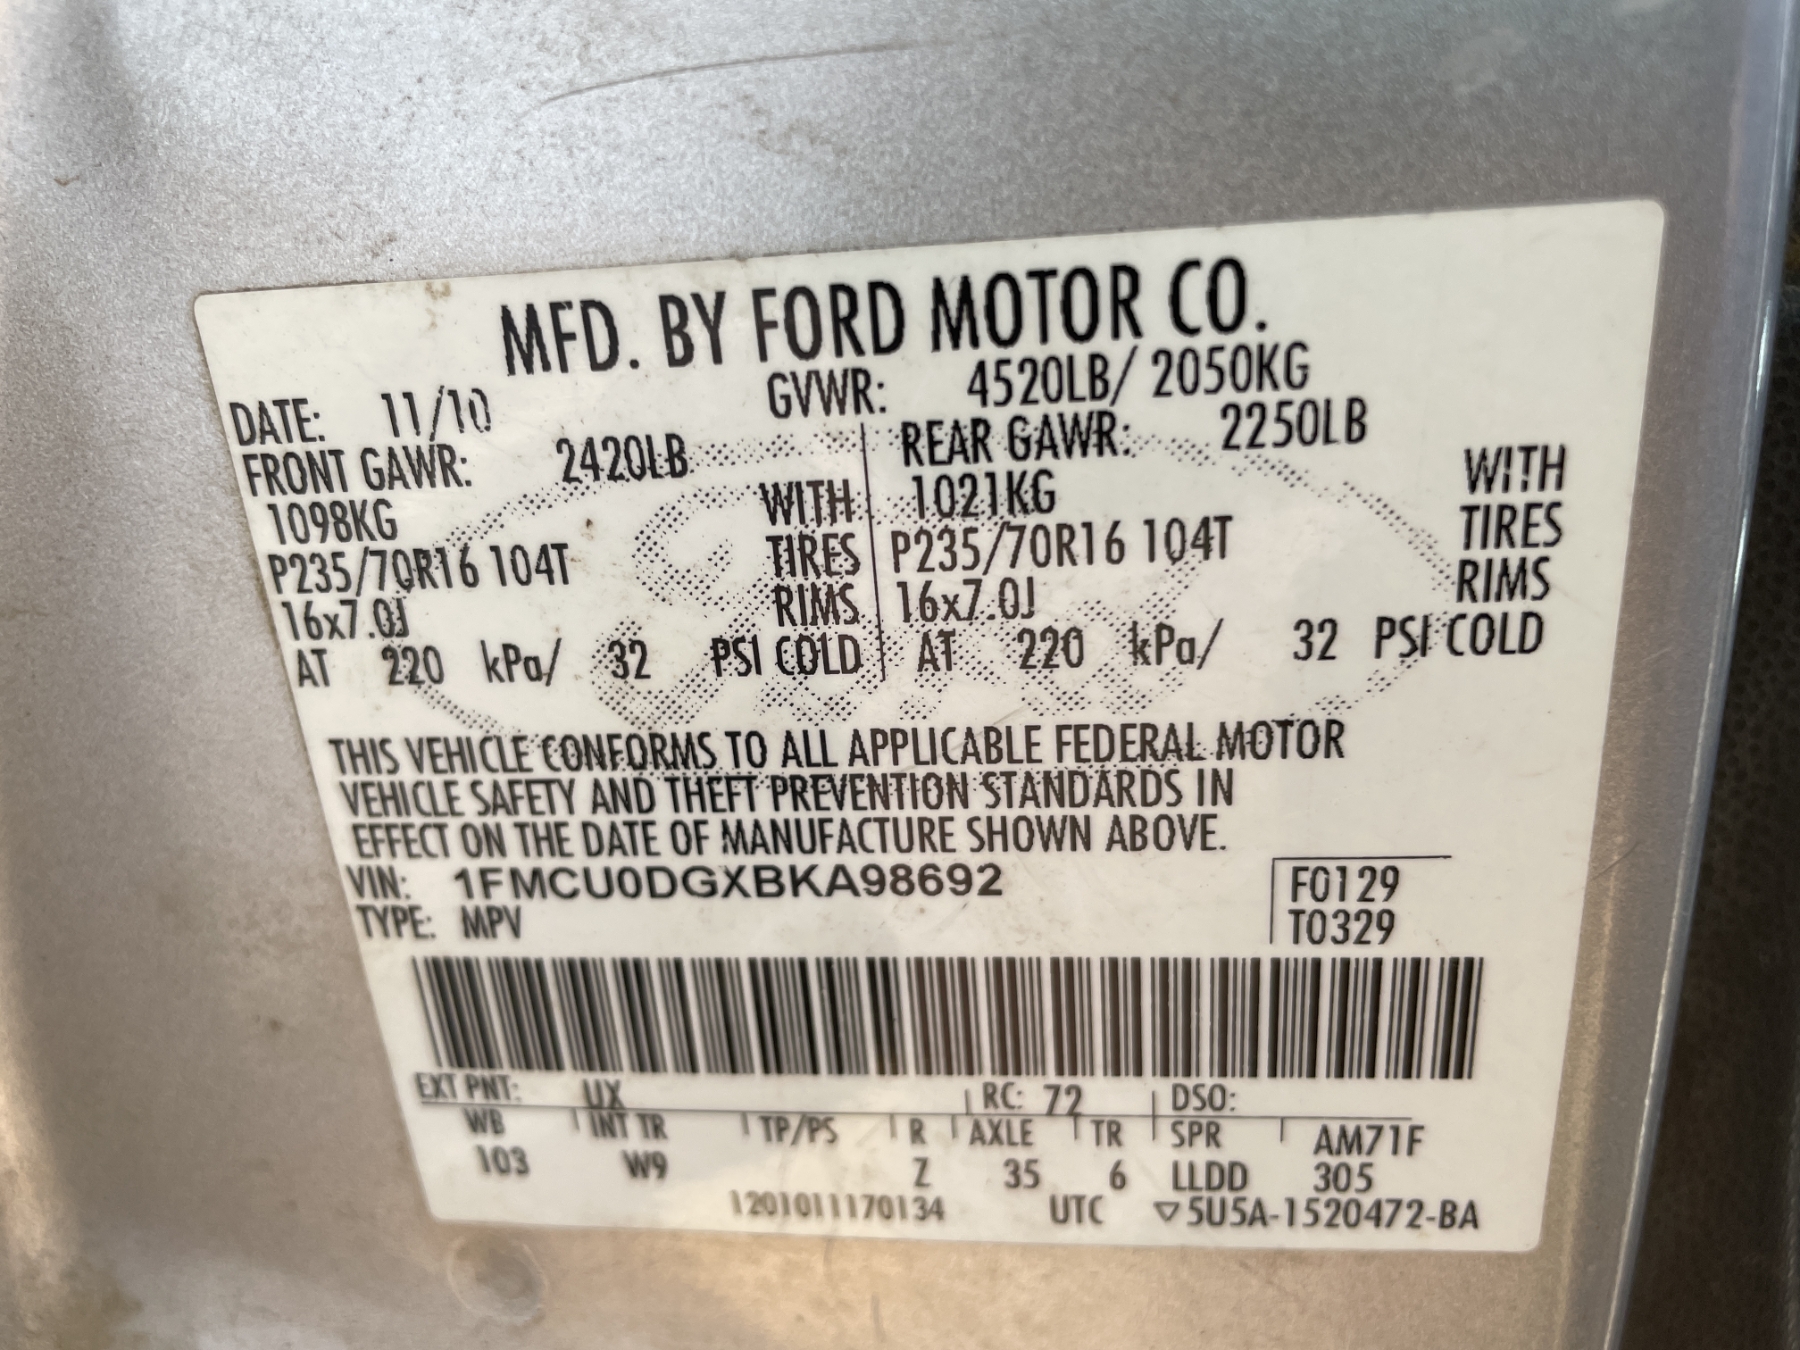 MFD. BY FORD MOTOR CO.
DATE: 11/10 GVWR: 4520LB/ 2050KG
FRONT GAWR: 2420LB REAR GAWR: 2250LB
1098KG WITH 1021KG WITH
P235/70R16 104T TIRES P235/70R16 104T TIRES
16x7.0J RIMS 16x7.0J RIMS
AT 220 kPa/ 32 PSI COLD AT 220 kPa/ 32 PSI COLD
THIS VEHICLE CONFORMS TO ALL APPLICABLE FEDERAL MOTOR
VEHICLE SAFETY AND THEFT PREVENTION STANDARDS IN
EFFECT ON THE DATE OF MANUFACTURE SHOWN ABOVE.
VIN: 1FMCU0DGXBKA98692 F0129
TYPE: MPV T0329
EXT PNT: UX RC: 72 DSO:
WB INT TR TP/PS R AXLE TR SPR AM71F
103 W9 Z 35 6 LLDD 305
1201011170134 UTC ▽5U5A-1520472-BA